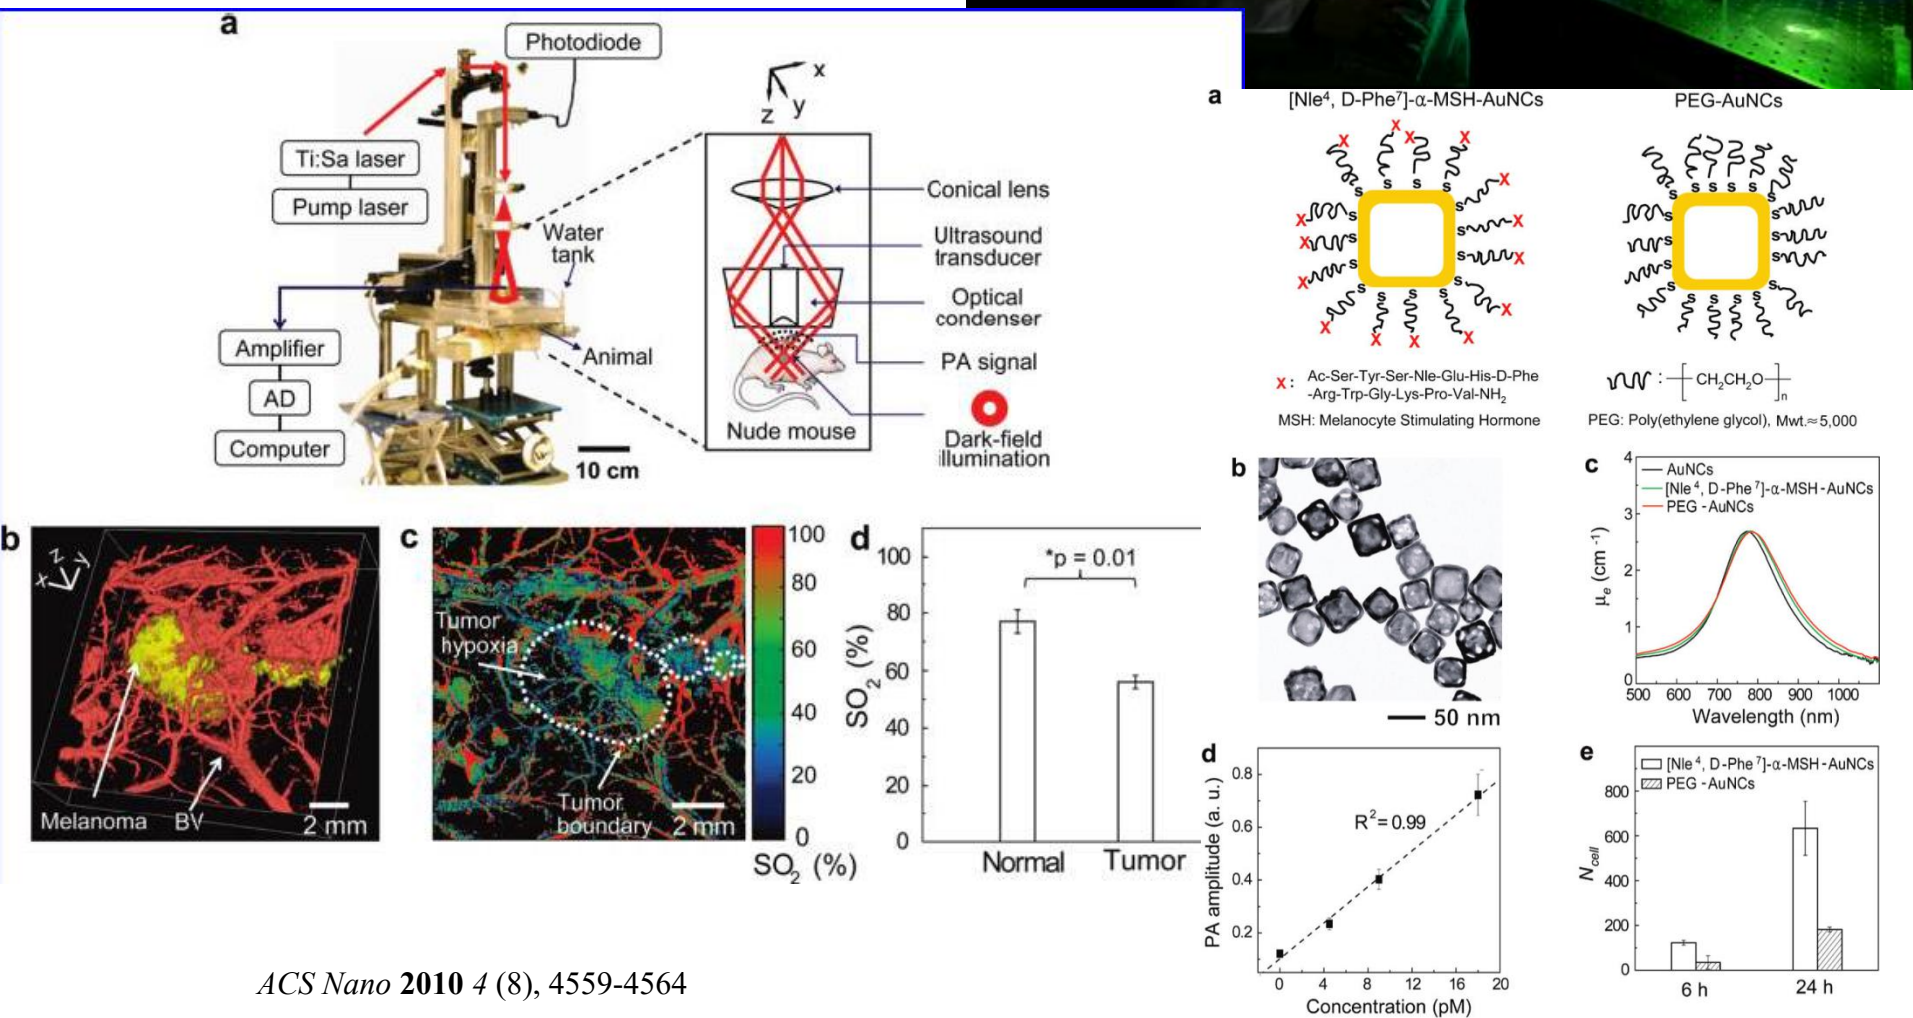 a
Photodiode
Ti:Sa laser
Pump laser
Water
tank
Amplifier
AD
Computer
Animal
10 cm
x
y
z
Conical lens
Ultrasound
transducer
Optical
condenser
PA signal
Nude mouse
Dark-field
illumination
b
z
x
y
Melanoma
BV
2 mm
c
Tumor
hypoxia
Tumor
boundary
2 mm
100
80
60
40
20
0
SO2 (%)
d
100
80
60
40
20
0
SO2 (%)
*p = 0.01
Normal
Tumor
ACS Nano 2010 4 (8), 4559-4564
a
[Nle4, D-Phe7]-α-MSH-AuNCs
PEG-AuNCs
X X X X
s s s s
X s s X
X s s X
X s s X
X s s X
s s s s
X X X X
s s s s s
s s
s s
s s
s s
s s s s
X: Ac-Ser-Tyr-Ser-Nle-Glu-His-D-Phe
-Arg-Trp-Gly-Lys-Pro-Val-NH2
MSH: Melanocyte Stimulating Hormone
: CH2CH2O n
PEG: Poly(ethylene glycol), Mwt.≈5,000
b
50 nm
c
AuNCs
[Nle4, D-Phe7]-α-MSH-AuNCs
PEG-AuNCs
4
3
2
1
0
μe (cm-1)
500 600 700 800 900 1000
Wavelength (nm)
d
PA amplitude (a. u.)
0.8
0.6
0.4
0.2
R2=0.99
0 4 8 12 16 20
Concentration (pM)
e
[Nle4, D-Phe7]-α-MSH-AuNCs
PEG-AuNCs
800
600
400
200
0
Ncell
6 h
24 h